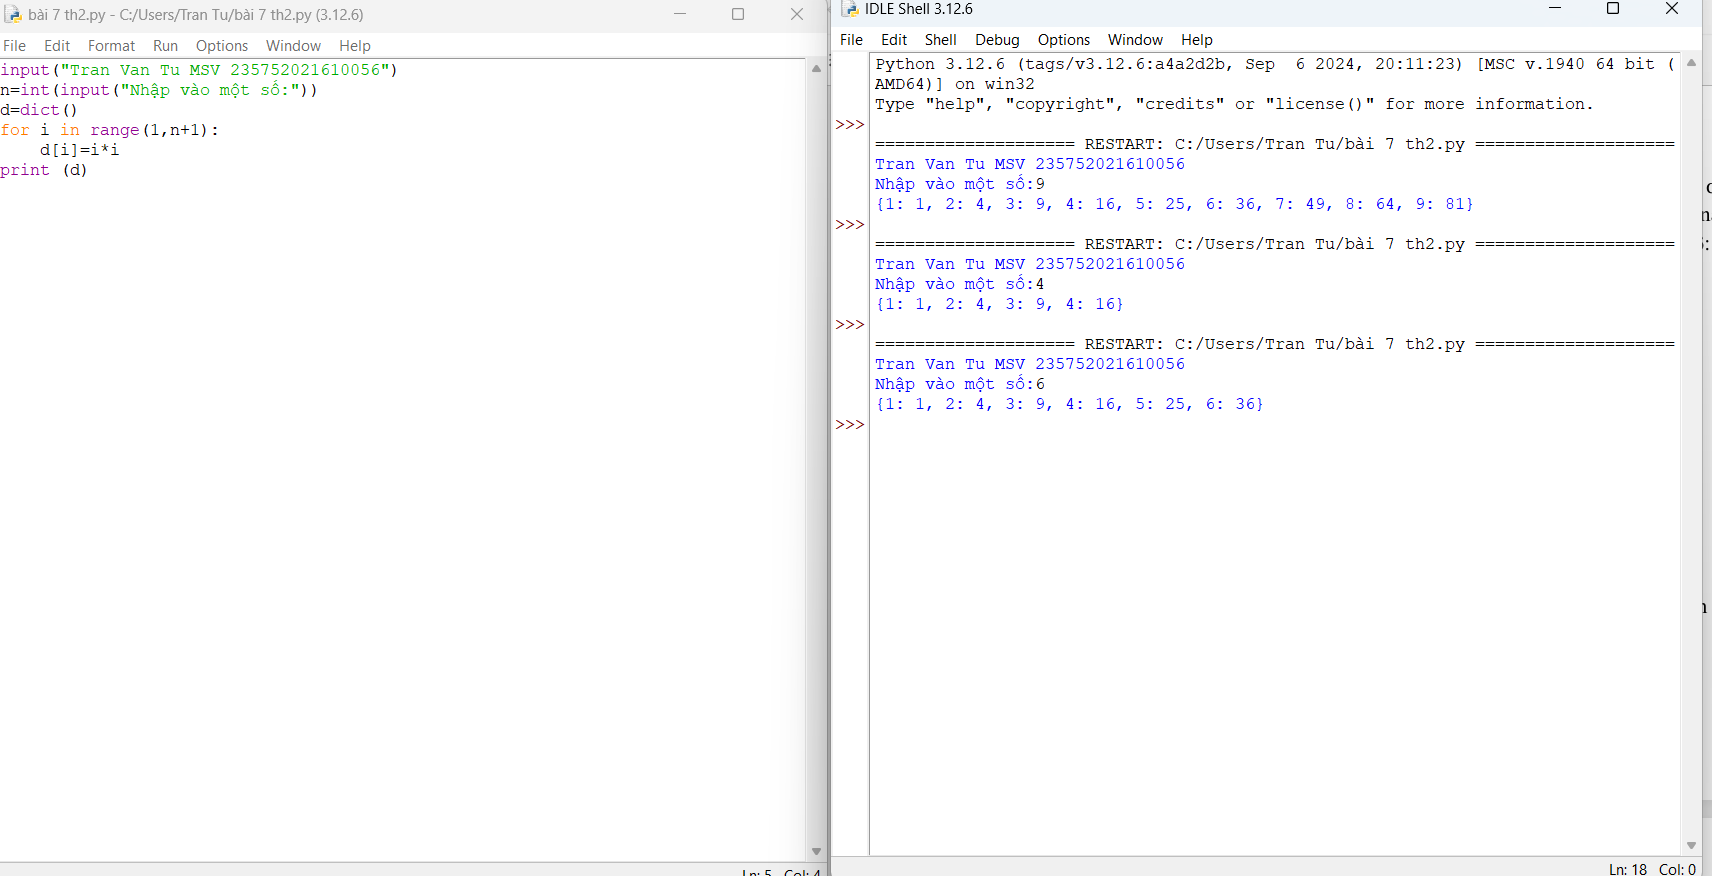 bài 7 th2.py - C:/Users/Tran Tu/bài 7 th2.py (3.12.6)
File Edit Format Run Options Window Help
input("Tran Van Tu MSV 235752021610056")
n=int(input("Nhập vào một số:"))
d=dict()
for i in range(1,n+1):
    d[i]=i*i
print (d)
Ln: 5 Col: 4
IDLE Shell 3.12.6
File Edit Shell Debug Options Window Help
Python 3.12.6 (tags/v3.12.6:a4a2d2b, Sep  6 2024, 20:11:23) [MSC v.1940 64 bit (
AMD64)] on win32
Type "help", "copyright", "credits" or "license()" for more information.
>>>
==================== RESTART: C:/Users/Tran Tu/bài 7 th2.py ====================
Tran Van Tu MSV 235752021610056
Nhập vào một số:9
{1: 1, 2: 4, 3: 9, 4: 16, 5: 25, 6: 36, 7: 49, 8: 64, 9: 81}
>>>
==================== RESTART: C:/Users/Tran Tu/bài 7 th2.py ====================
Tran Van Tu MSV 235752021610056
Nhập vào một số:4
{1: 1, 2: 4, 3: 9, 4: 16}
>>>
==================== RESTART: C:/Users/Tran Tu/bài 7 th2.py ====================
Tran Van Tu MSV 235752021610056
Nhập vào một số:6
{1: 1, 2: 4, 3: 9, 4: 16, 5: 25, 6: 36}
>>>
Ln: 18 Col: 0